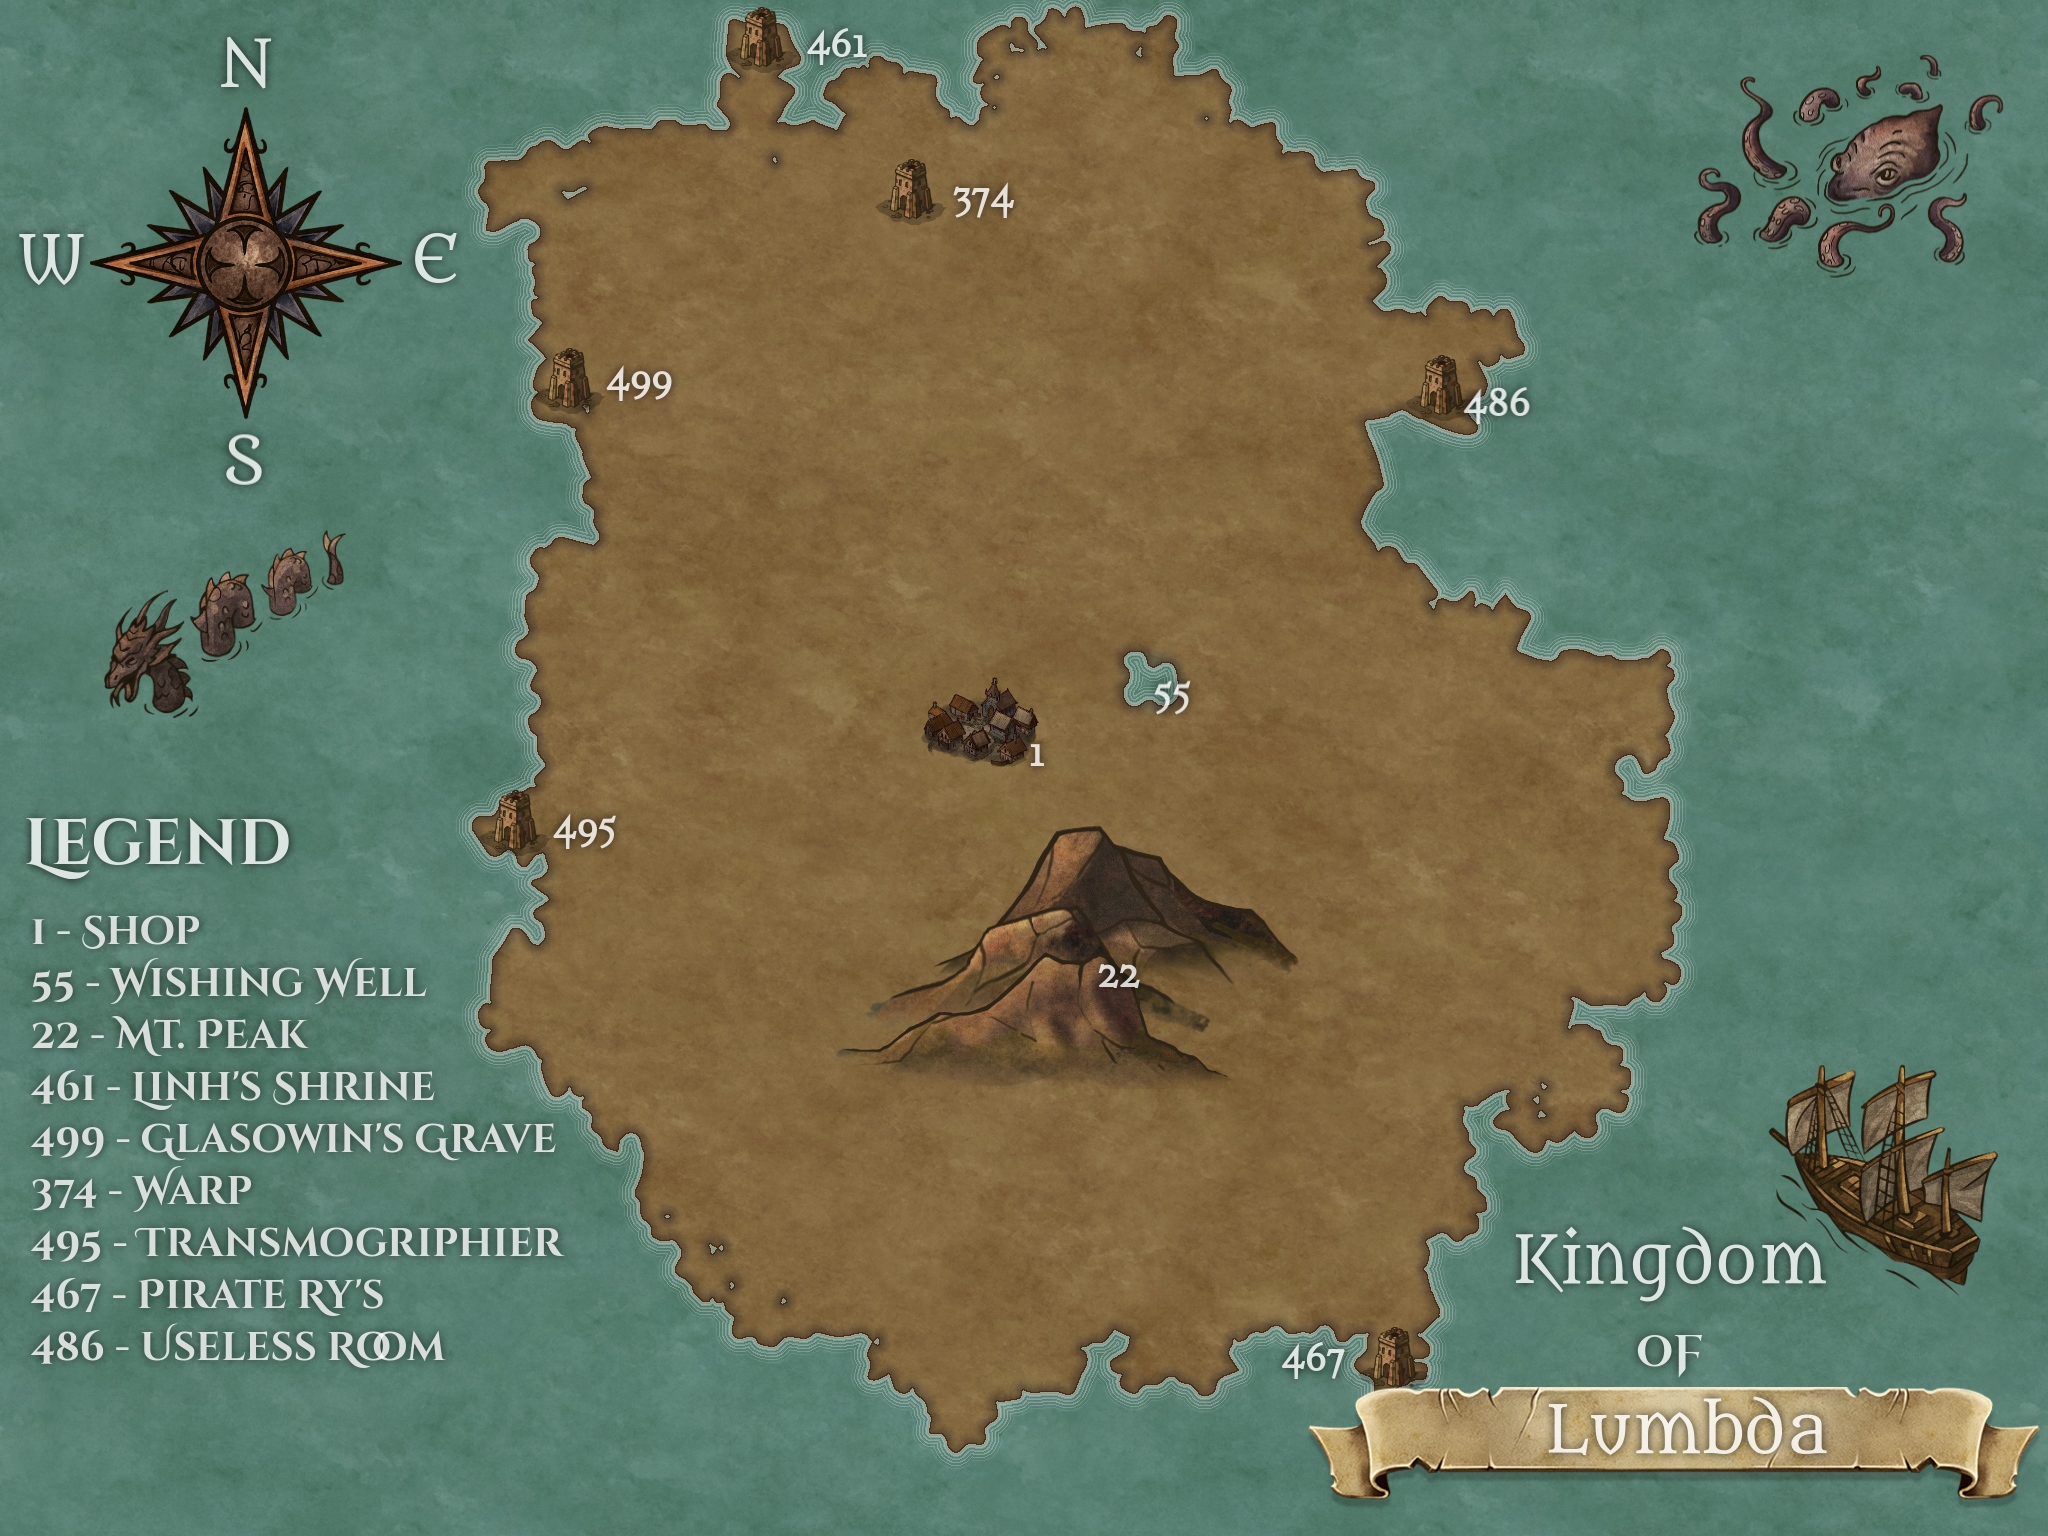 N
W
E
S
461
374
499
486
55
1
495
22
467
Legend
1 - Shop
55 - Wishing Well
22 - Mt. Peak
461 - Linh's Shrine
499 - Glasowin's Grave
374 - Warp
495 - Transmogriphier
467 - Pirate Ry's
486 - Useless Room
Kingdom
of
Lumbda